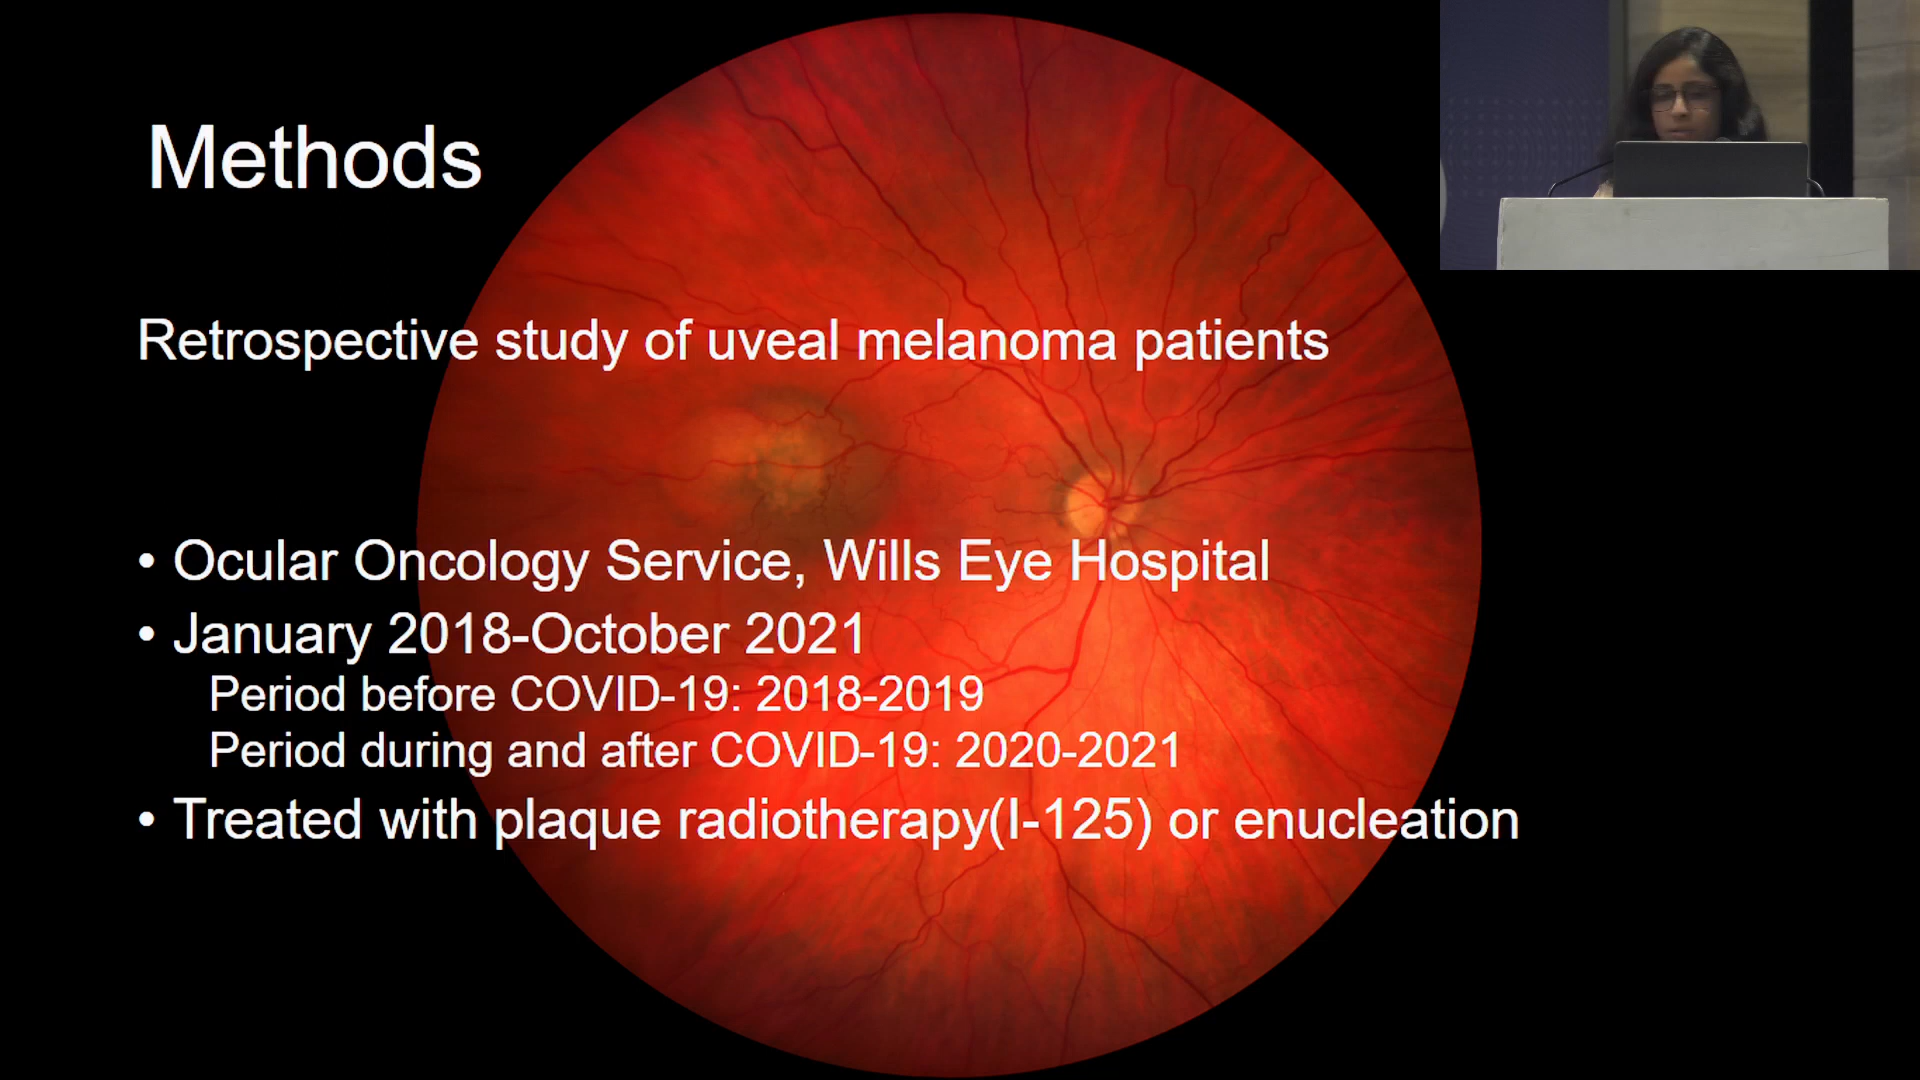 Methods
Retrospective study of uveal melanoma patients
• Ocular Oncology Service, Wills Eye Hospital
• January 2018-October 2021
Period before COVID-19: 2018-2019
Period during and after COVID-19: 2020-2021
• Treated with plaque radiotherapy(I-125) or enucleation